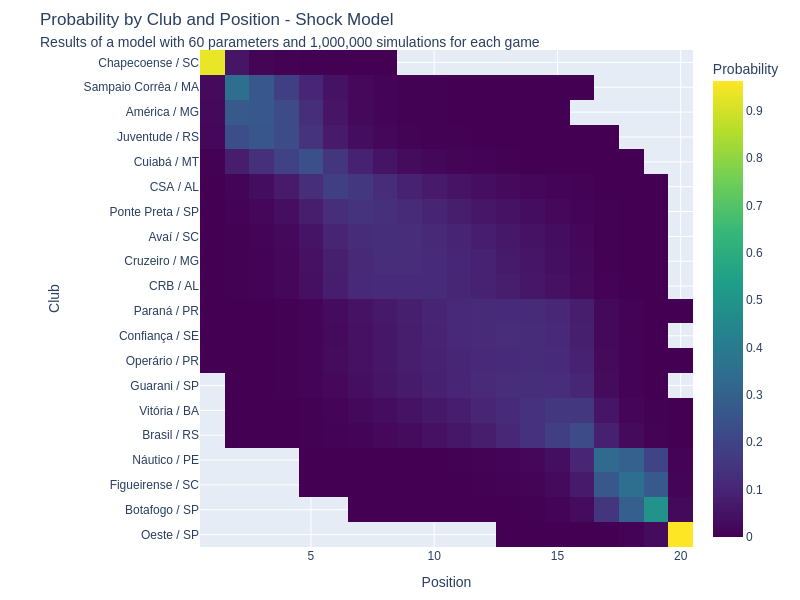 Probability by Club and Position - Shock Model
Results of a model with 60 parameters and 1,000,000 simulations for each game
Chapecoense / SC
Sampaio Corrêa / MA
América / MG
Juventude / RS
Cuiabá / MT
CSA / AL
Ponte Preta / SP
Avaí / SC
Cruzeiro / MG
CRB / AL
Paraná / PR
Confiança / SE
Operário / PR
Guarani / SP
Vitória / BA
Brasil / RS
Náutico / PE
Figueirense / SC
Botafogo / SP
Oeste / SP
Club
5 10 15 20
Position
Probability
0.9
0.8
0.7
0.6
0.5
0.4
0.3
0.2
0.1
0